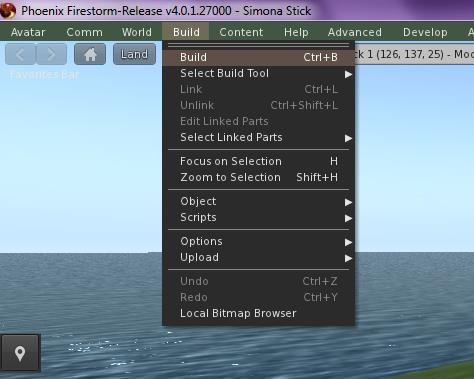 Phoenix Firestorm-Release v4.0.1.27000 - Simona Stick
Avatar Comm World Build Content Help Advanced Develop A
Land
ck 1 (126, 137, 25) - Mod
Favorites Bar
Build Ctrl+B
Select Build Tool
Link Ctrl+L
Unlink Ctrl+Shift+L
Edit Linked Parts
Select Linked Parts
Focus on Selection H
Zoom to Selection Shift+H
Object
Scripts
Options
Upload
Undo Ctrl+Z
Redo Ctrl+Y
Local Bitmap Browser